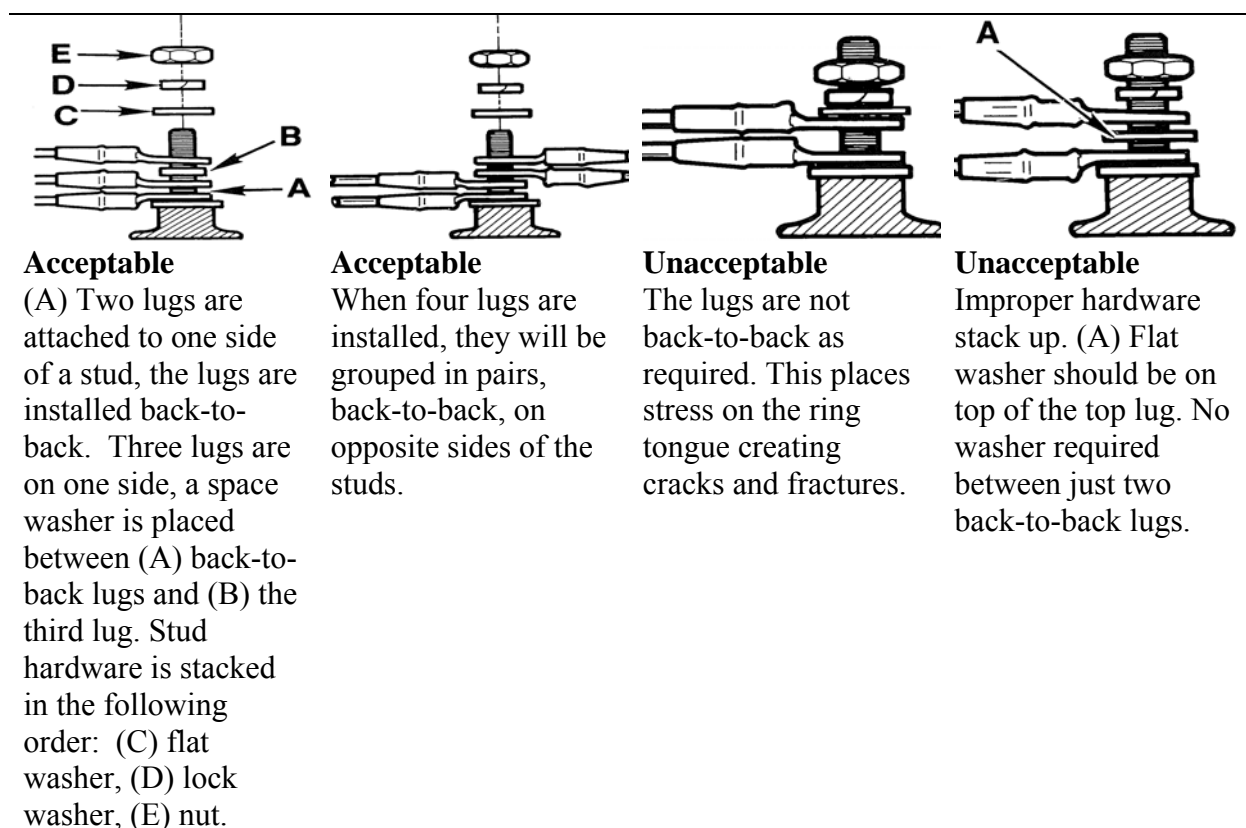 E
D
C
B
A
A
Acceptable
(A) Two lugs are
attached to one side
of a stud, the lugs are
installed back-to-
back.  Three lugs are
on one side, a space
washer is placed
between (A) back-to-
back lugs and (B) the
third lug. Stud
hardware is stacked
in the following
order:  (C) flat
washer, (D) lock
washer, (E) nut.
Acceptable
When four lugs are
installed, they will be
grouped in pairs,
back-to-back, on
opposite sides of the
studs.
Unacceptable
The lugs are not
back-to-back as
required. This places
stress on the ring
tongue creating
cracks and fractures.
Unacceptable
Improper hardware
stack up. (A) Flat
washer should be on
top of the top lug. No
washer required
between just two
back-to-back lugs.